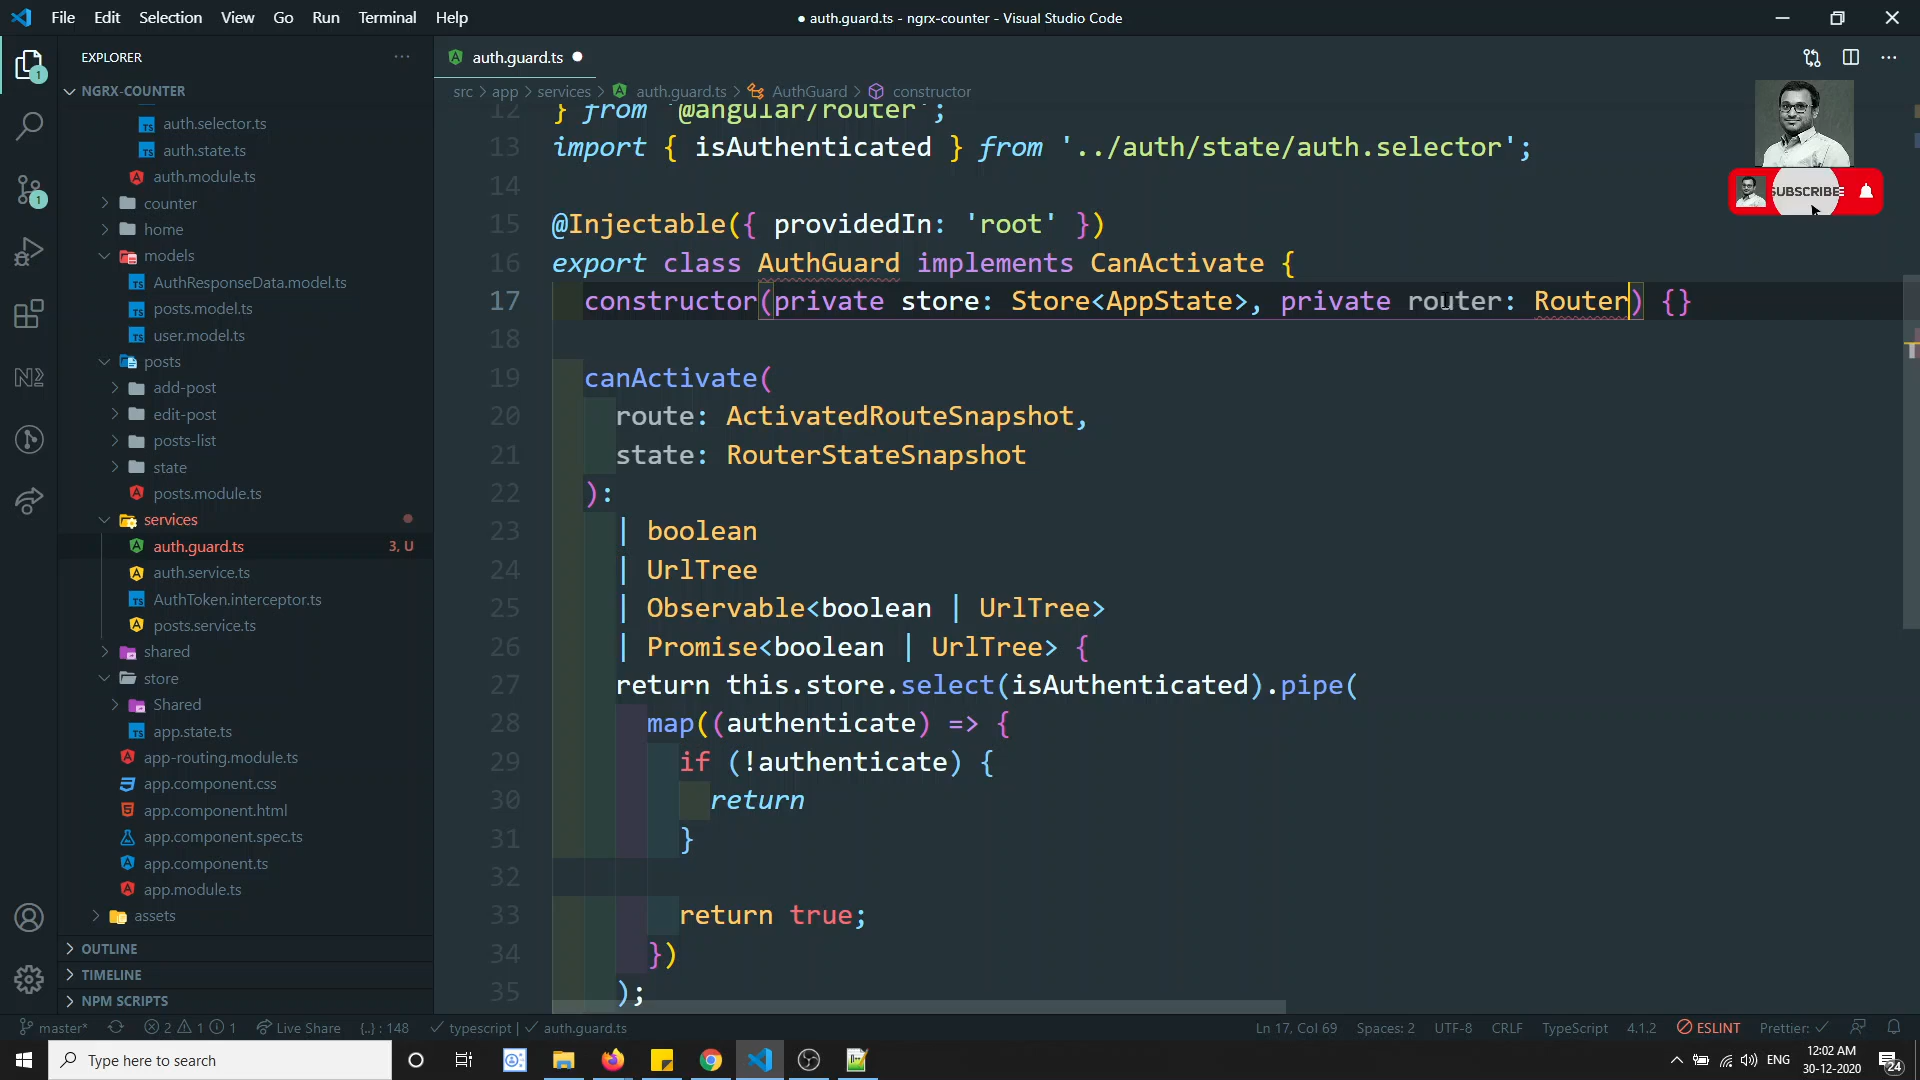 File Edit Selection View Go Run Terminal Help
● auth.guard.ts - ngrx-counter - Visual Studio Code
EXPLORER
NGRX-COUNTER
auth.selector.ts
auth.state.ts
auth.module.ts
counter
home
models
AuthResponseData.model.ts
posts.model.ts
user.model.ts
posts
add-post
edit-post
posts-list
state
posts.module.ts
services
auth.guard.ts 3, U
auth.service.ts
AuthToken.interceptor.ts
posts.service.ts
shared
store
Shared
app.state.ts
app-routing.module.ts
app.component.css
app.component.html
app.component.spec.ts
app.component.ts
app.module.ts
assets
OUTLINE
TIMELINE
NPM SCRIPTS
1
1
auth.guard.ts ●
src > app > services > auth.guard.ts > AuthGuard > constructor
12 } from '@angular/router';
13 import { isAuthenticated } from '../auth/state/auth.selector';
14
15 @Injectable({ providedIn: 'root' })
16 export class AuthGuard implements CanActivate {
17 constructor(private store: Store<AppState>, private router: Router) {}
18
19 canActivate(
20 route: ActivatedRouteSnapshot,
21 state: RouterStateSnapshot
22 ):
23 | boolean
24 | UrlTree
25 | Observable<boolean | UrlTree>
26 | Promise<boolean | UrlTree> {
27 return this.store.select(isAuthenticated).pipe(
28 map((authenticate) => {
29 if (!authenticate) {
30 return
31 }
32
33 return true;
34 })
35 );
SUBSCRIBE
master* 2 1 1 Live Share {..} : 148 typescript | auth.guard.ts
Ln 17, Col 69 Spaces: 2 UTF-8 CRLF TypeScript 4.1.2 ESLINT Prettier: ✓
Type here to search
ENG
12:02 AM
30-12-2020
24